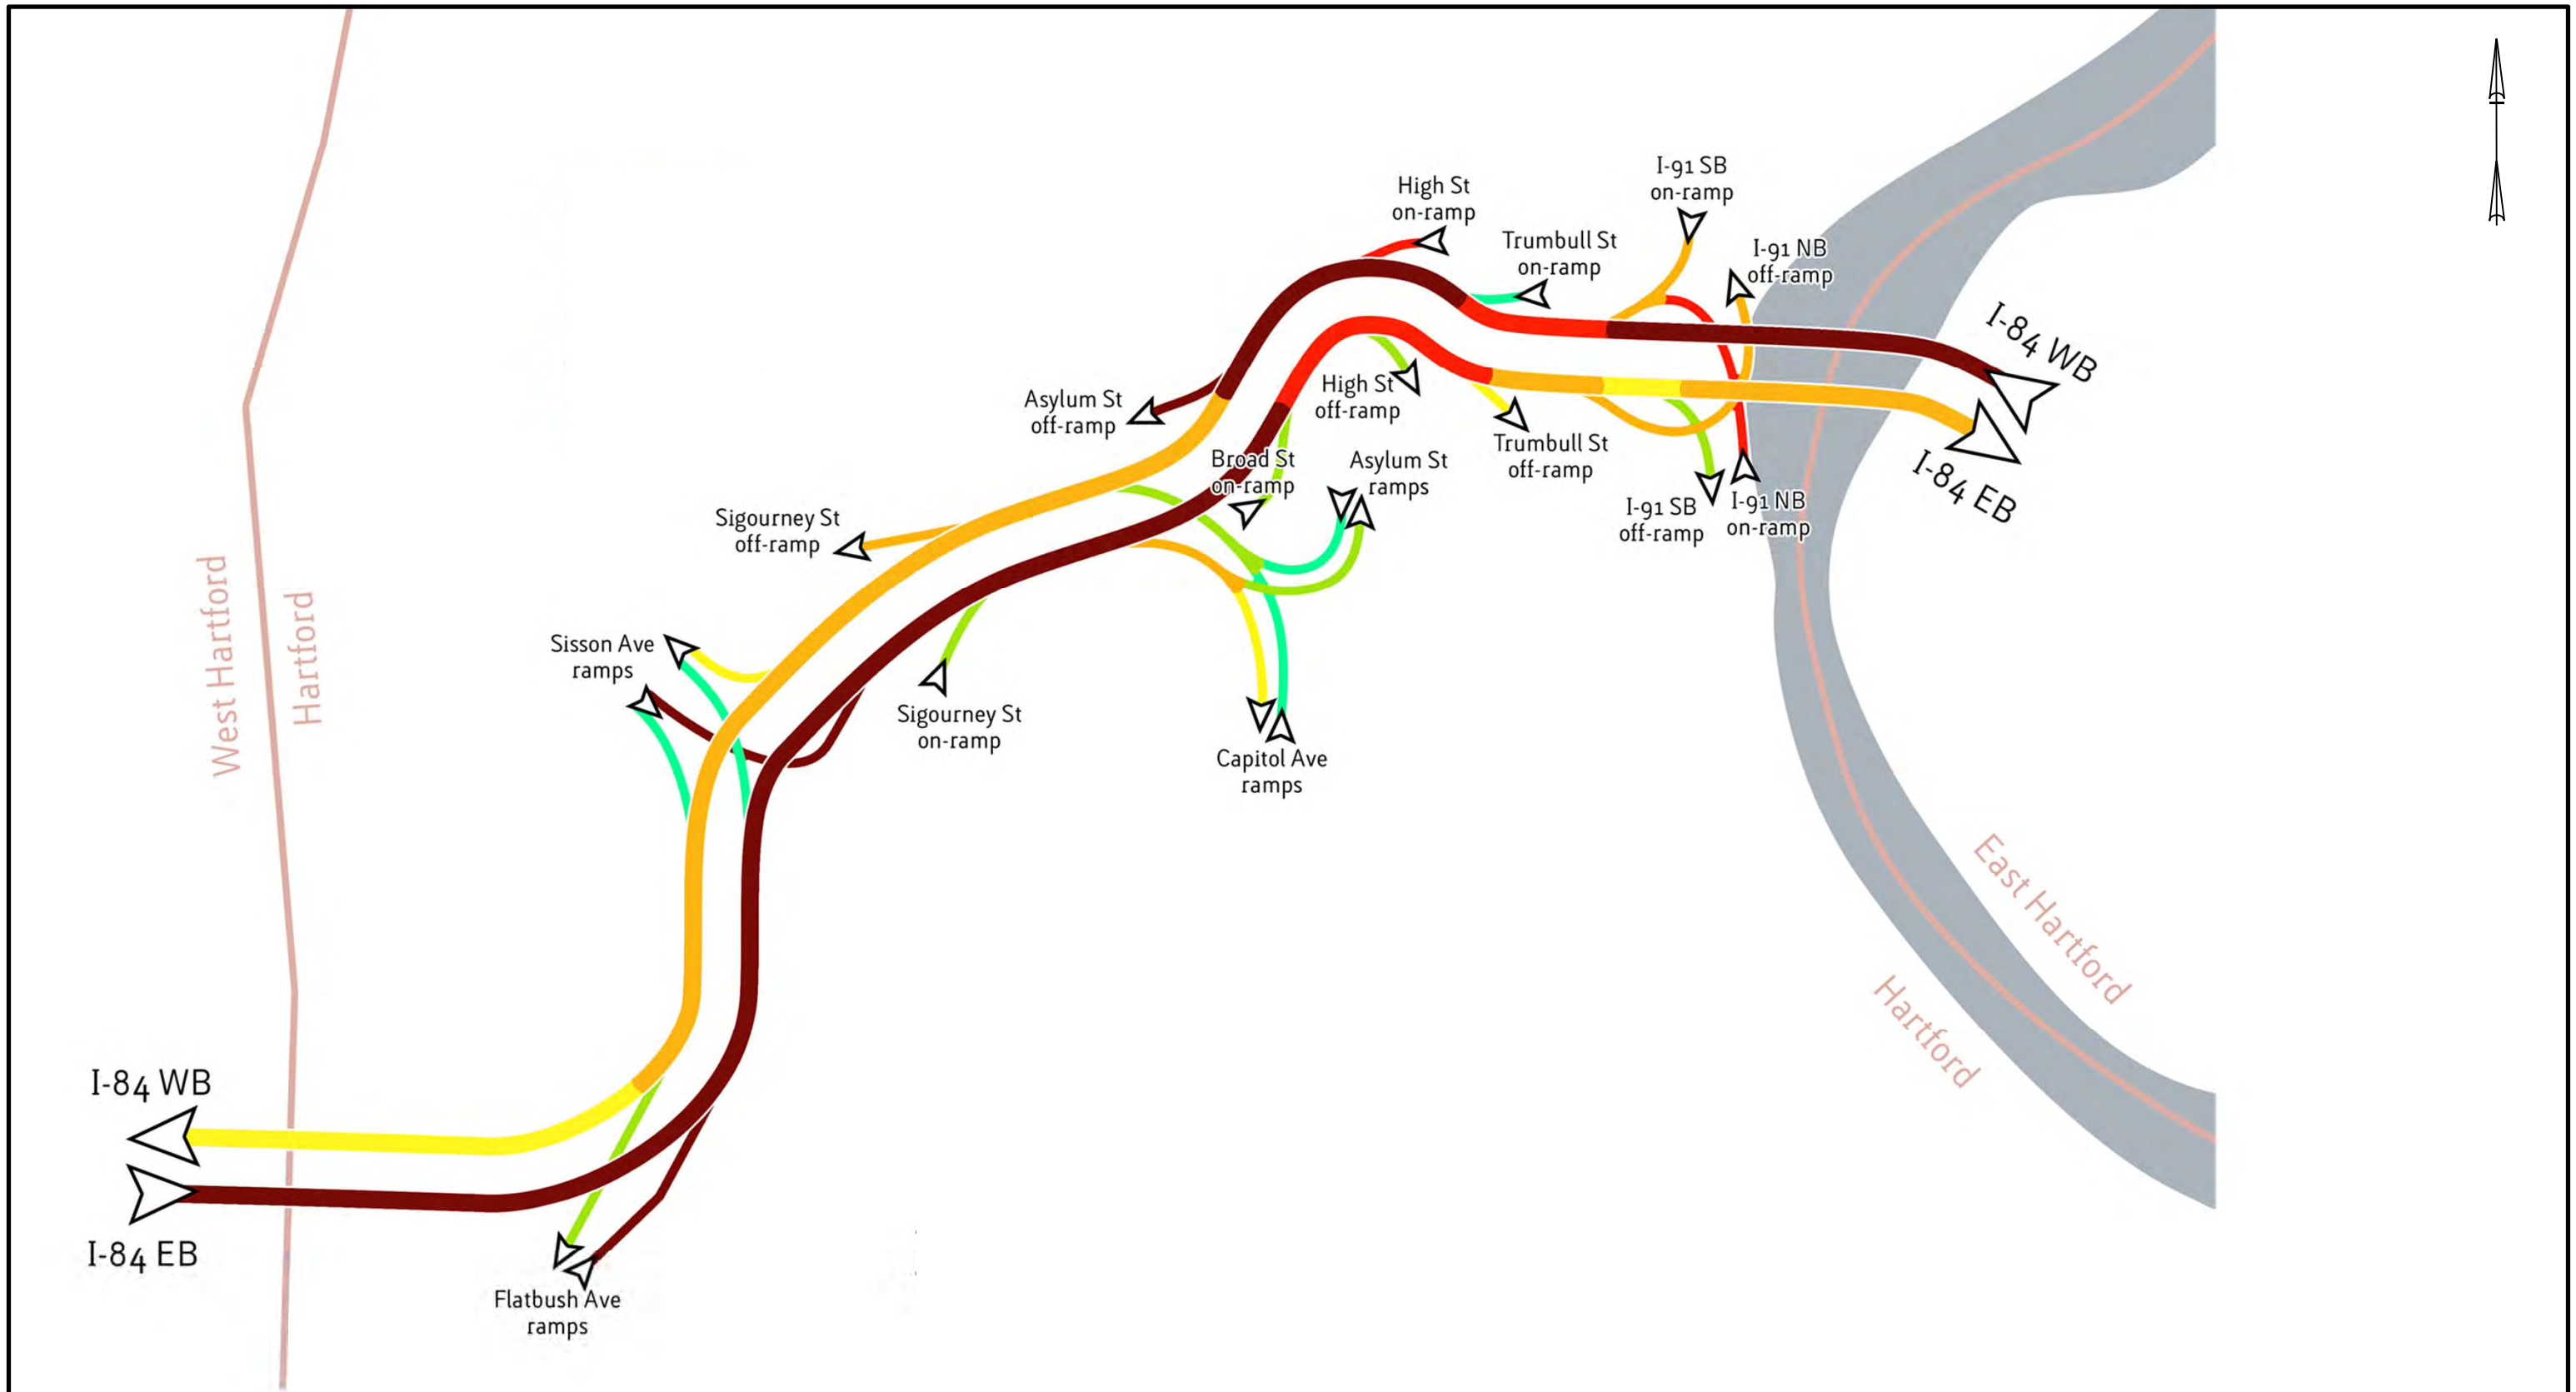 I-91 SB
on-ramp
High St
on-ramp
Trumbull St
on-ramp
I-91 NB
off-ramp
I-84 WB
Asylum St
off-ramp
High St
off-ramp
Trumbull St
off-ramp
Broad St
on-ramp
Asylum St
ramps
I-84 EB
I-91 SB
off-ramp
I-91 NB
on-ramp
Sigourney St
off-ramp
West Hartford
Hartford
Sisson Ave
ramps
Sigourney St
on-ramp
Capitol Ave
ramps
East Hartford
Hartford
I-84 WB
I-84 EB
Flatbush Ave
ramps